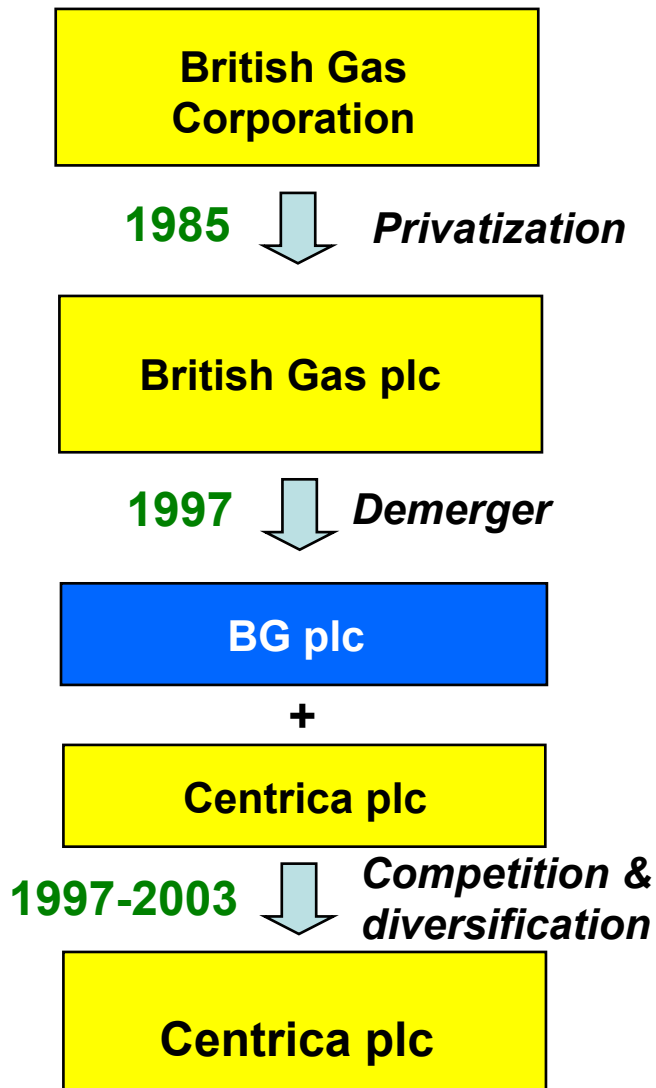 British Gas
Corporation
1985 Privatization
British Gas plc
1997 Demerger
BG plc
+
Centrica plc
1997-2003 Competition &
diversification
Centrica plc